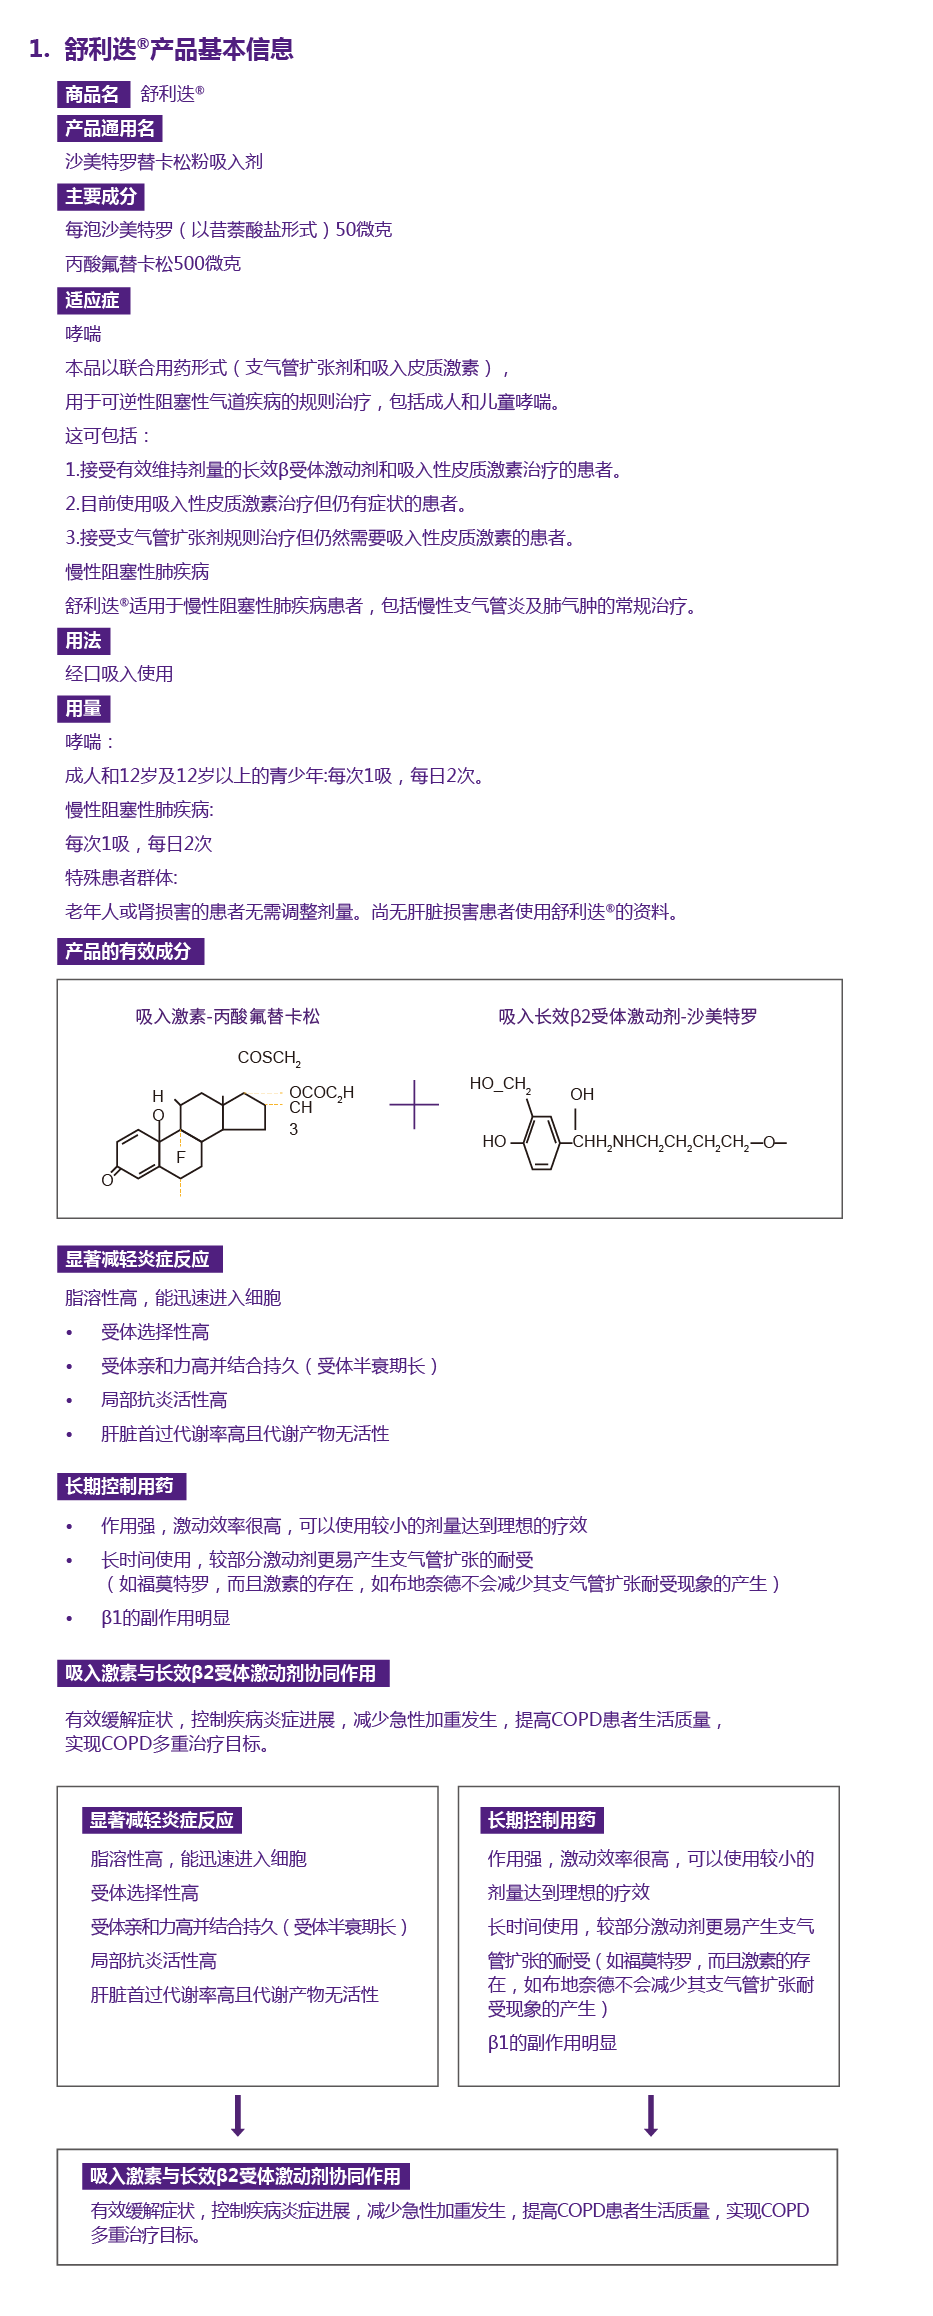 1. 舒利迭®产品基本信息
商品名 舒利迭®
产品通用名
沙美特罗替卡松粉吸入剂
主要成分
每泡沙美特罗（以昔萘酸盐形式）50微克
丙酸氟替卡松500微克
适应症
哮喘
本品以联合用药形式（支气管扩张剂和吸入皮质激素），
用于可逆性阻塞性气道疾病的规则治疗，包括成人和儿童哮喘。
这可包括：
1.接受有效维持剂量的长效β受体激动剂和吸入性皮质激素治疗的患者。
2.目前使用吸入性皮质激素治疗但仍有症状的患者。
3.接受支气管扩张剂规则治疗但仍然需要吸入性皮质激素的患者。
慢性阻塞性肺疾病
舒利迭®适用于慢性阻塞性肺疾病患者，包括慢性支气管炎及肺气肿的常规治疗。
用法
经口吸入使用
用量
哮喘：
成人和12岁及12岁以上的青少年:每次1吸，每日2次。
慢性阻塞性肺疾病:
每次1吸，每日2次
特殊患者群体:
老年人或肾损害的患者无需调整剂量。尚无肝脏损害患者使用舒利迭®的资料。
产品的有效成分
吸入激素-丙酸氟替卡松
COSCH2
H
O
OCOC2H
CH
3
F
O
吸入长效β2受体激动剂-沙美特罗
HO_CH2
OH
HO
CHH2NHCH2CH2CH2CH2—O—
显著减轻炎症反应
脂溶性高，能迅速进入细胞
• 受体选择性高
• 受体亲和力高并结合持久（受体半衰期长）
• 局部抗炎活性高
• 肝脏首过代谢率高且代谢产物无活性
长期控制用药
• 作用强，激动效率很高，可以使用较小的剂量达到理想的疗效
• 长时间使用，较部分激动剂更易产生支气管扩张的耐受
（如福莫特罗，而且激素的存在，如布地奈德不会减少其支气管扩张耐受现象的产生）
• β1的副作用明显
吸入激素与长效β2受体激动剂协同作用
有效缓解症状，控制疾病炎症进展，减少急性加重发生，提高COPD患者生活质量，
实现COPD多重治疗目标。
显著减轻炎症反应
脂溶性高，能迅速进入细胞
受体选择性高
受体亲和力高并结合持久（受体半衰期长）
局部抗炎活性高
肝脏首过代谢率高且代谢产物无活性
长期控制用药
作用强，激动效率很高，可以使用较小的
剂量达到理想的疗效
长时间使用，较部分激动剂更易产生支气
管扩张的耐受（如福莫特罗，而且激素的存
在，如布地奈德不会减少其支气管扩张耐
受现象的产生）
β1的副作用明显
吸入激素与长效β2受体激动剂协同作用
有效缓解症状，控制疾病炎症进展，减少急性加重发生，提高COPD患者生活质量，实现COPD
多重治疗目标。